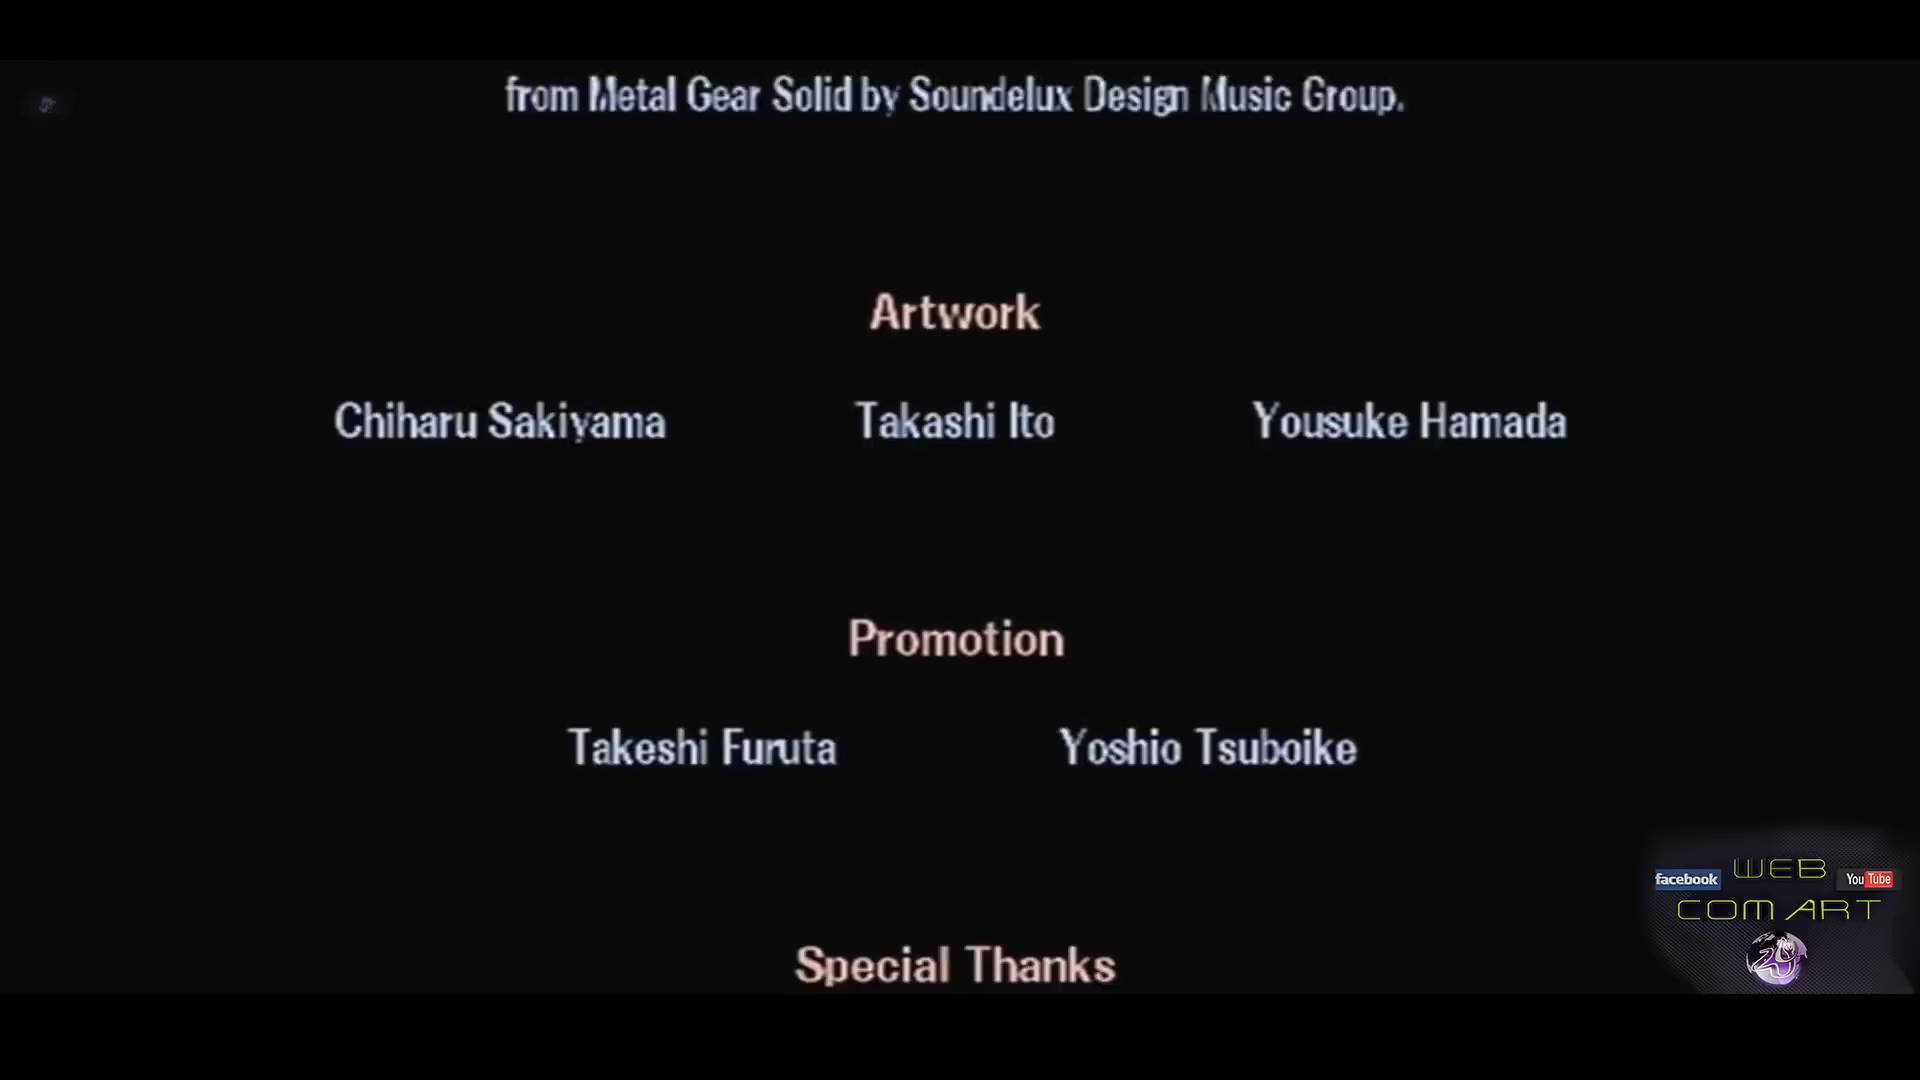 from Metal Gear Solid by Soundelux Design Music Group.
Artwork
Chiharu Sakiyama Takashi Ito Yousuke Hamada
Promotion
Takeshi Furuta Yoshio Tsuboike
Special Thanks
facebook WEB YouTube
COM ART